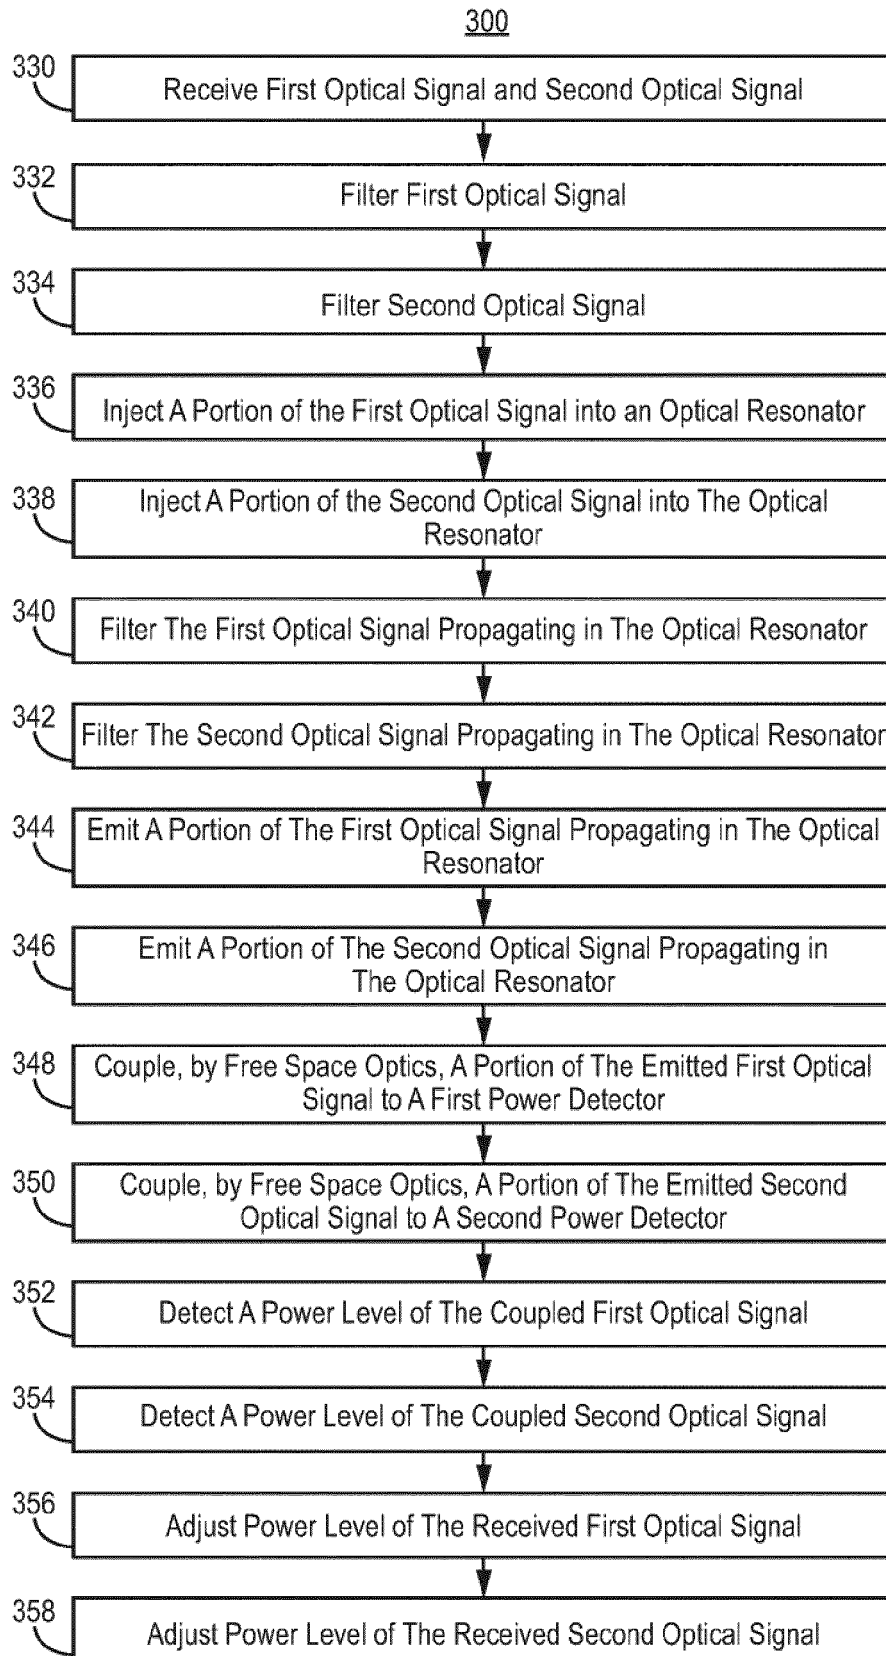 300
330
Receive First Optical Signal and Second Optical Signal
332
Filter First Optical Signal
334
Filter Second Optical Signal
336
Inject A Portion of the First Optical Signal into an Optical Resonator
338
Inject A Portion of the Second Optical Signal into The Optical
Resonator
340
Filter The First Optical Signal Propagating in The Optical Resonator
342
Filter The Second Optical Signal Propagating in The Optical Resonator
344
Emit A Portion of The First Optical Signal Propagating in The Optical
Resonator
346
Emit A Portion of The Second Optical Signal Propagating in
The Optical Resonator
348
Couple, by Free Space Optics, A Portion of The Emitted First Optical
Signal to A First Power Detector
350
Couple, by Free Space Optics, A Portion of The Emitted Second
Optical Signal to A Second Power Detector
352
Detect A Power Level of The Coupled First Optical Signal
354
Detect A Power Level of The Coupled Second Optical Signal
356
Adjust Power Level of The Received First Optical Signal
358
Adjust Power Level of The Received Second Optical Signal